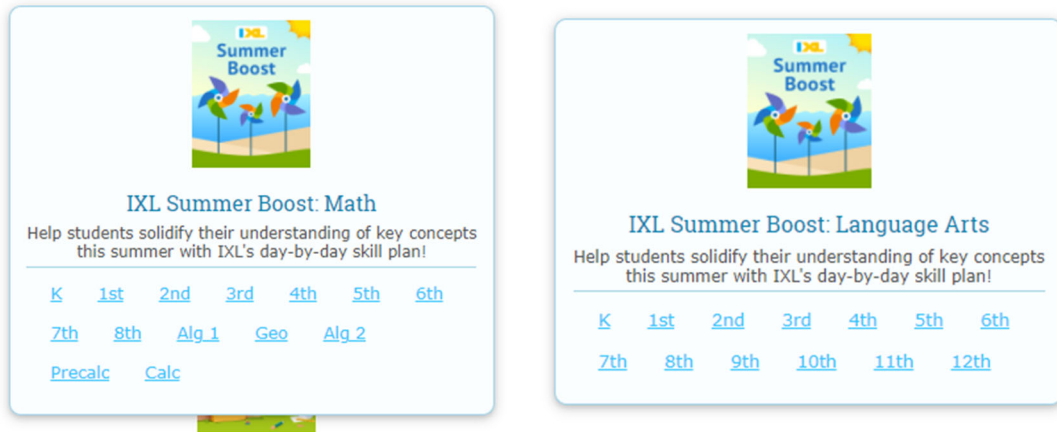 IXL
Summer
Boost
IXL Summer Boost: Math
Help students solidify their understanding of key concepts
this summer with IXL's day-by-day skill plan!
K 1st 2nd 3rd 4th 5th 6th
7th 8th Alg 1 Geo Alg 2
Precalc Calc
IXL
Summer
Boost
IXL Summer Boost: Language Arts
Help students solidify their understanding of key concepts
this summer with IXL's day-by-day skill plan!
K 1st 2nd 3rd 4th 5th 6th
7th 8th 9th 10th 11th 12th